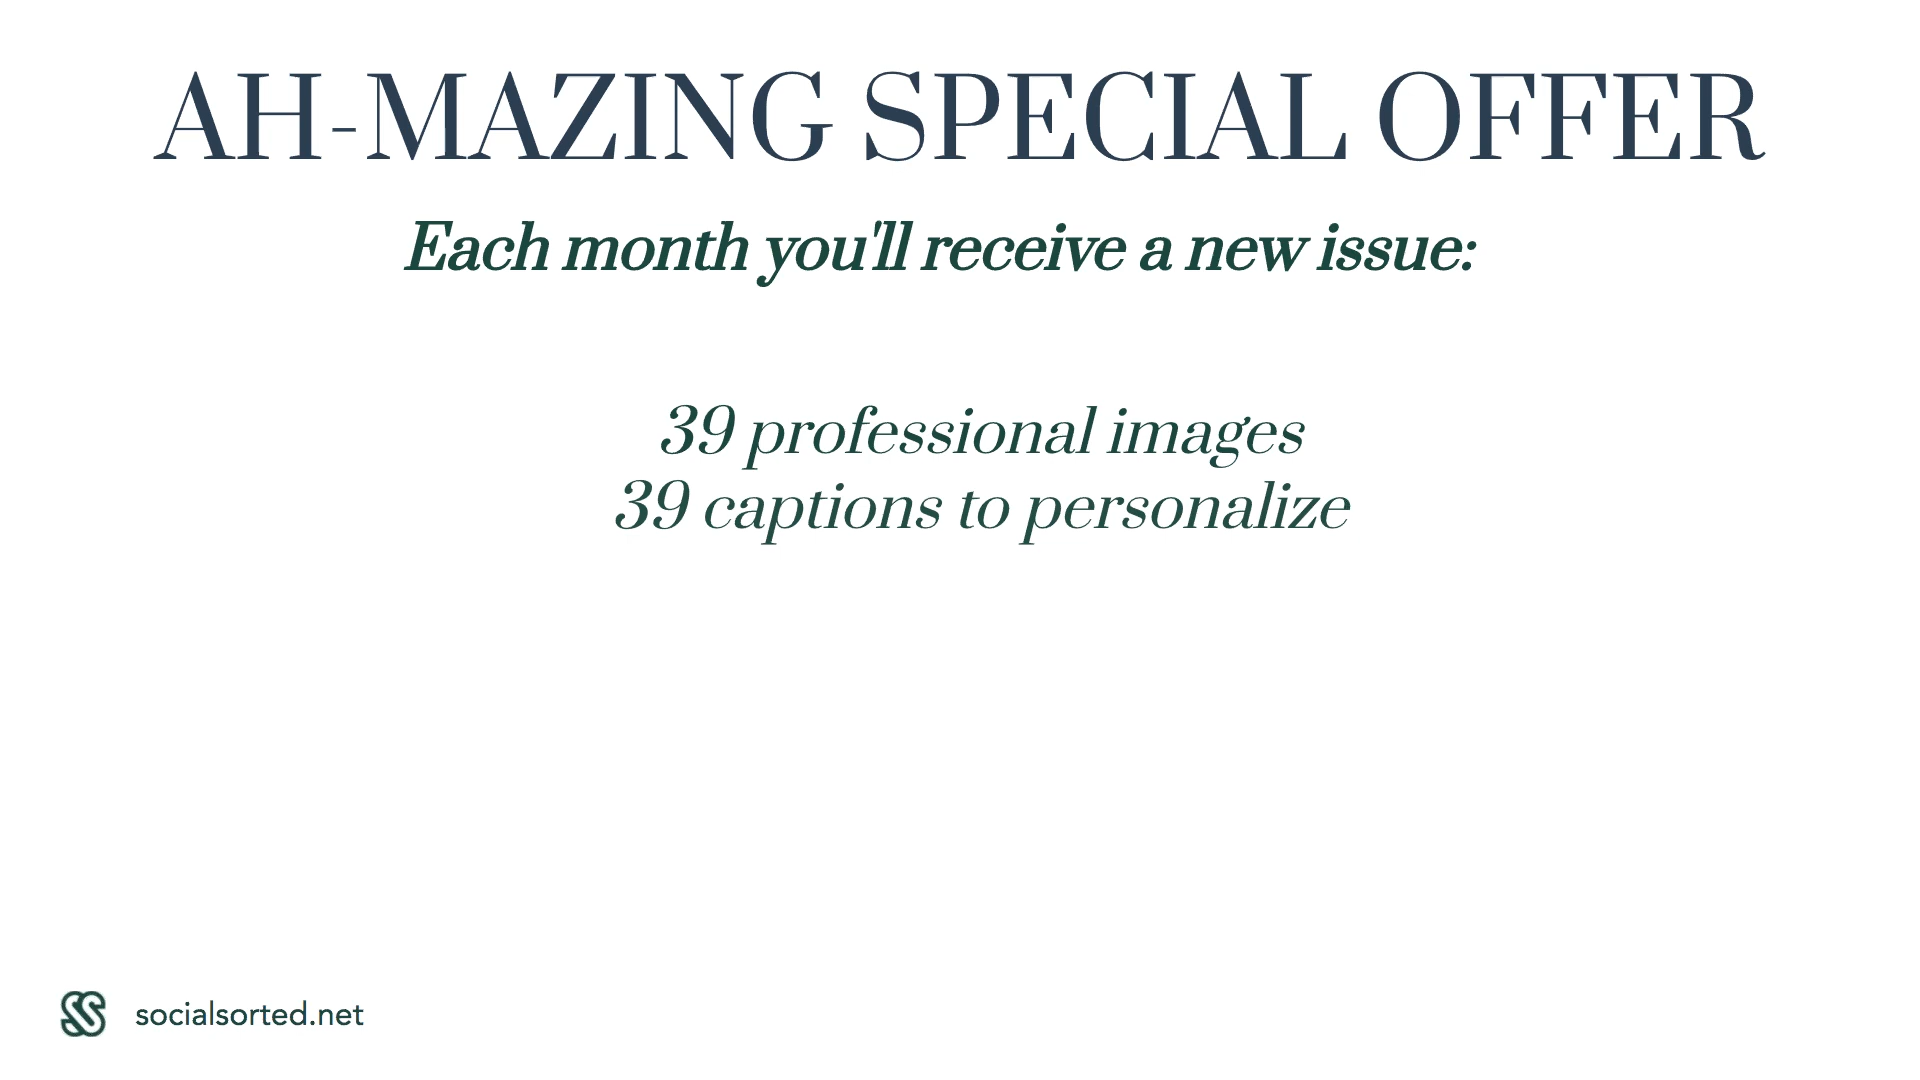 AH-MAZING SPECIAL OFFER
Each month you'll receive a new issue:
39 professional images
39 captions to personalize
socialsorted.net